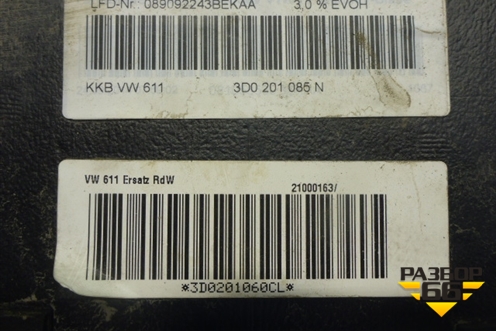 LFD-Nr: 089092243BEKAA 3,0 % EVOH
KKB VW 611 3D0 201 085 N
VW 611 Ersatz RdW 21000163/
*3D0201060CL*
РАЗБОР
66